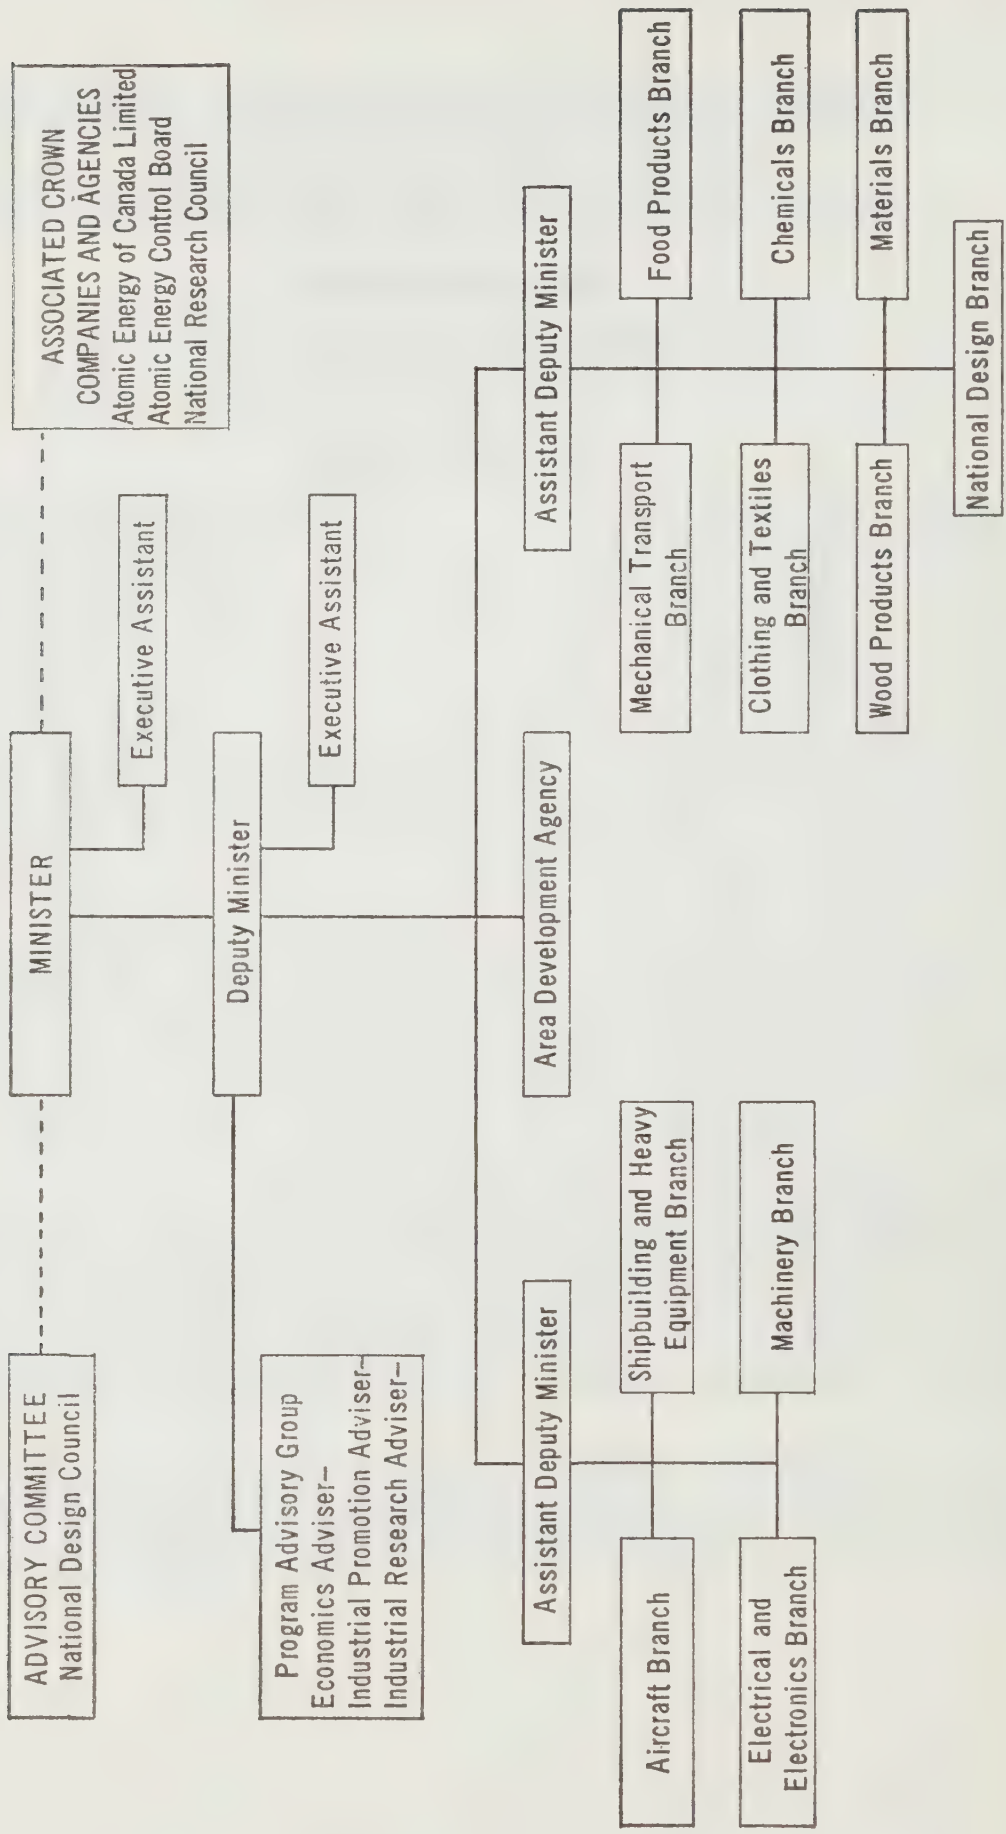 ADVISORY COMMITTEE
National Design Council
MINISTER
ASSOCIATED CROWN
COMPANIES AND AGENCIES
Atomic Energy of Canada Limited
Atomic Energy Control Board
National Research Council
Executive Assistant
Deputy Minister
Executive Assistant
Program Advisory Group
Economics Adviser—
Industrial Promotion Adviser—
Industrial Research Adviser—
Assistant Deputy Minister
Area Development Agency
Assistant Deputy Minister
Aircraft Branch
Shipbuilding and Heavy
Equipment Branch
Electrical and
Electronics Branch
Machinery Branch
Mechanical Transport
Branch
Food Products Branch
Clothing and Textiles
Branch
Chemicals Branch
Wood Products Branch
Materials Branch
National Design Branch